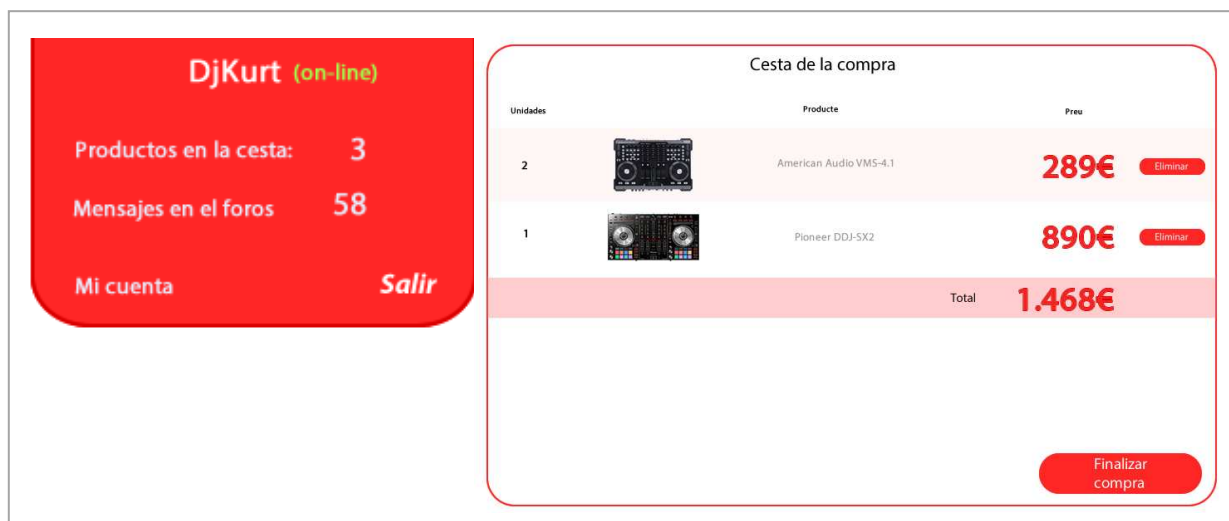 DjKurt (on-line)
Productos en la cesta: 3
Mensajes en el foros 58
Mi cuenta Salir
Cesta de la compra
Unidades Producte Preu
2 American Audio VMS-4.1 289€ Eliminar
1 Pioneer DDJ-SX2 890€ Eliminar
Total 1.468€
Finalizar
compra